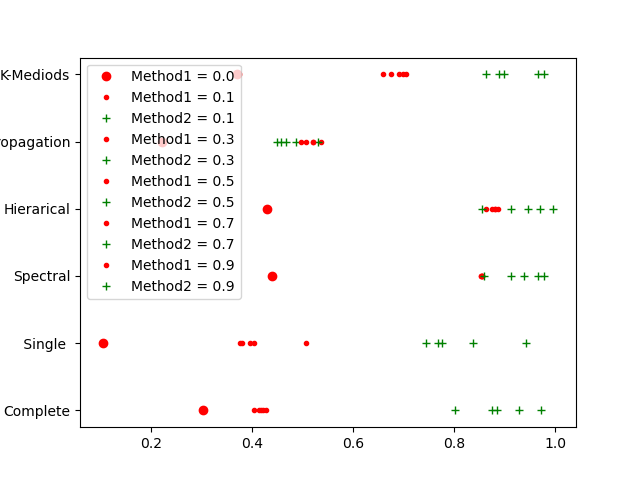 K-Mediods
opagation
Hierarical
Spectral
Single
Complete
Method1 = 0.0
Method1 = 0.1
Method2 = 0.1
Method1 = 0.3
Method2 = 0.3
Method1 = 0.5
Method2 = 0.5
Method1 = 0.7
Method2 = 0.7
Method1 = 0.9
Method2 = 0.9
0.2 0.4 0.6 0.8 1.0